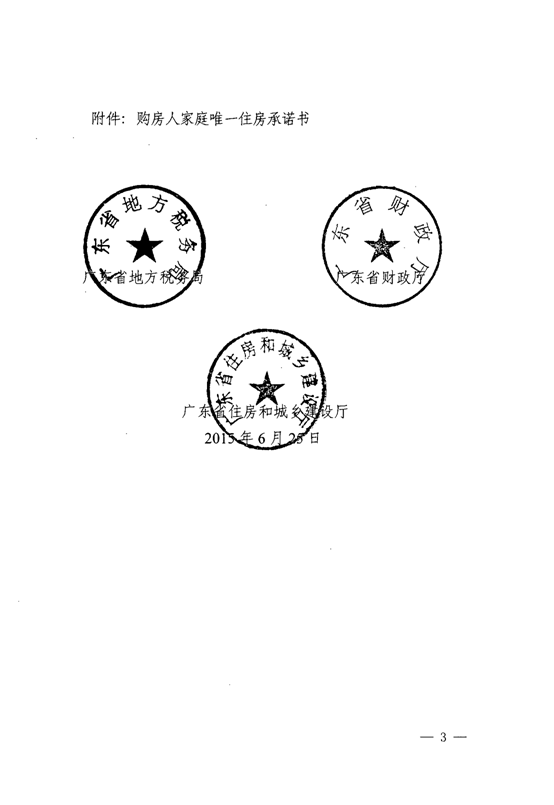 附件：购房人家庭唯一住房承诺书
广东省地方税务局
广东省财政厅
广东省地方税务局
广东省财政厅
广东省住房和城乡建设厅
广东省住房和城乡建设厅
2015年6月25日
— 3 —